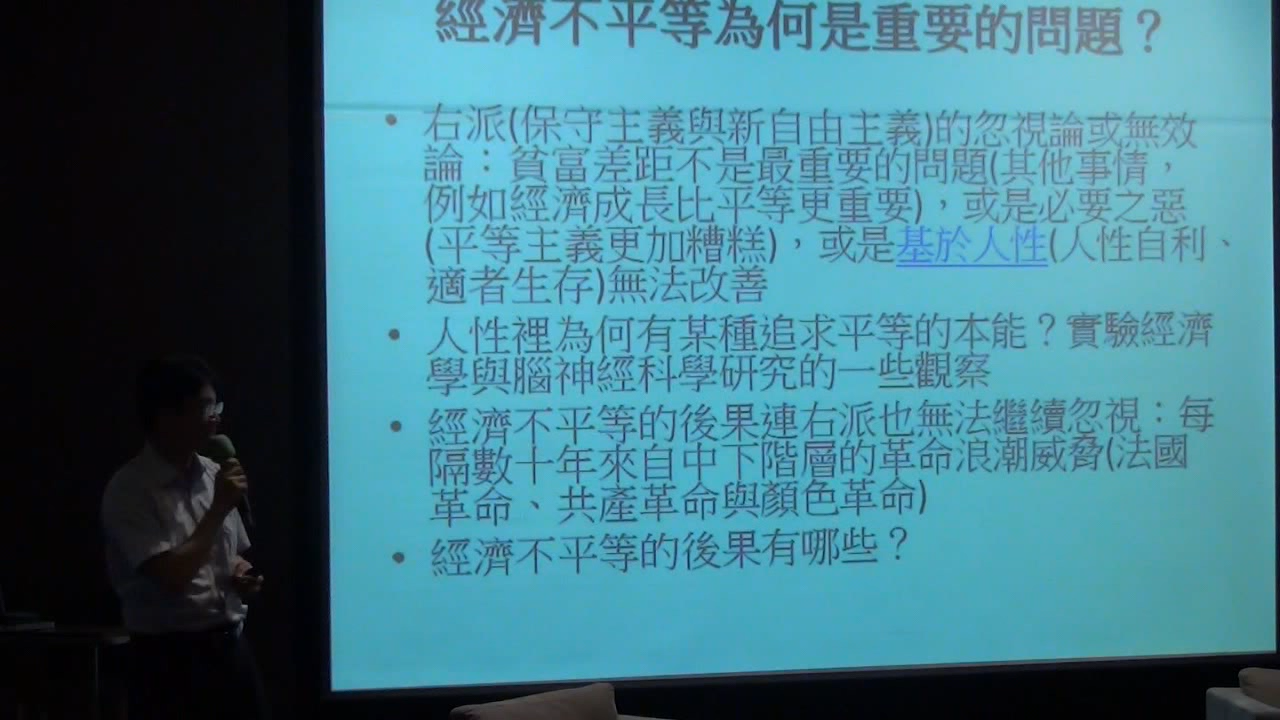 經濟不平等為何是重要的問題？
• 右派(保守主義與新自由主義)的忽視論或無效
論：貧富差距不是最重要的問題(其他事情，
例如經濟成長比平等更重要)，或是必要之惡
(平等主義更加糟糕)，或是基於人性(人性自利、
適者生存)無法改善
• 人性裡為何有某種追求平等的本能？實驗經濟
學與腦神經科學研究的一些觀察
• 經濟不平等的後果連右派也無法繼續忽視：每
隔數十年來自中下階層的革命浪潮威脅(法國
革命、共產革命與顏色革命)
• 經濟不平等的後果有哪些？